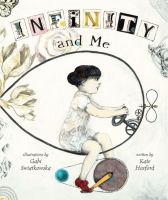 INFINITY
and Me
illustrations by
Gabi
Swiatkowska
written by
Kate
Hosford